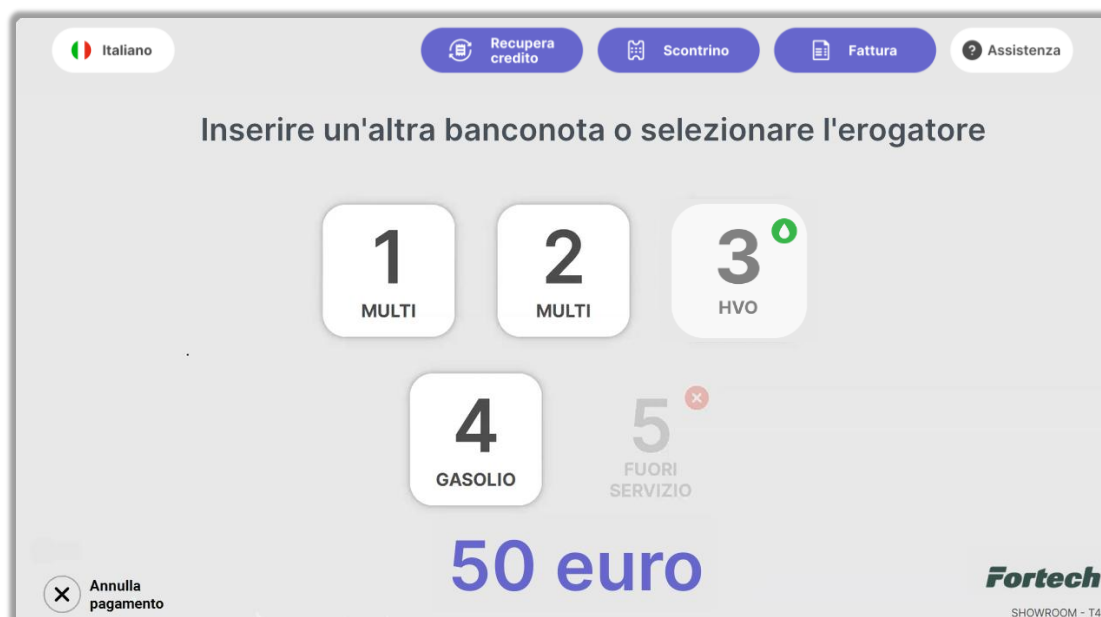 Italiano
Recupera
credito
Scontrino
Fattura
? Assistenza
Inserire un'altra banconota o selezionare l'erogatore
1
MULTI
2
MULTI
3
HVO
4
GASOLIO
5
FUORI
SERVIZIO
50 euro
Annulla
pagamento
Fortech
SHOWROOM - T4